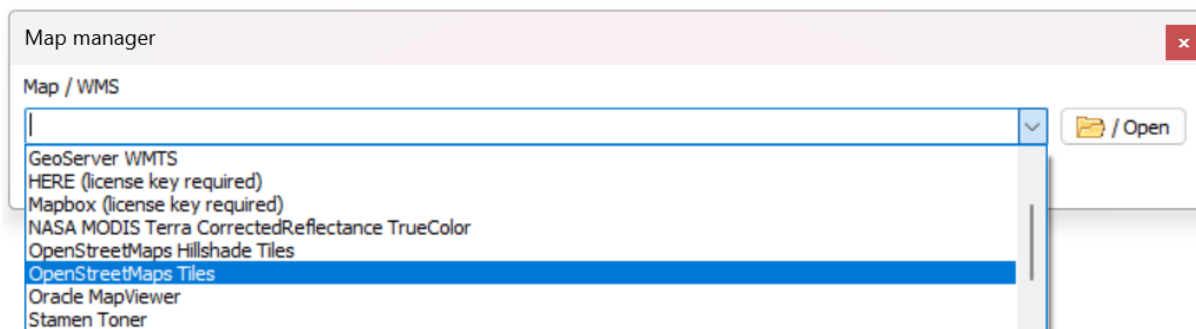 Map manager
x
Map / WMS
/ Open
GeoServer WMTS
HERE (license key required)
Mapbox (license key required)
NASA MODIS Terra CorrectedReflectance TrueColor
OpenStreetMaps Hillshade Tiles
OpenStreetMaps Tiles
Oracle MapViewer
Stamen Toner